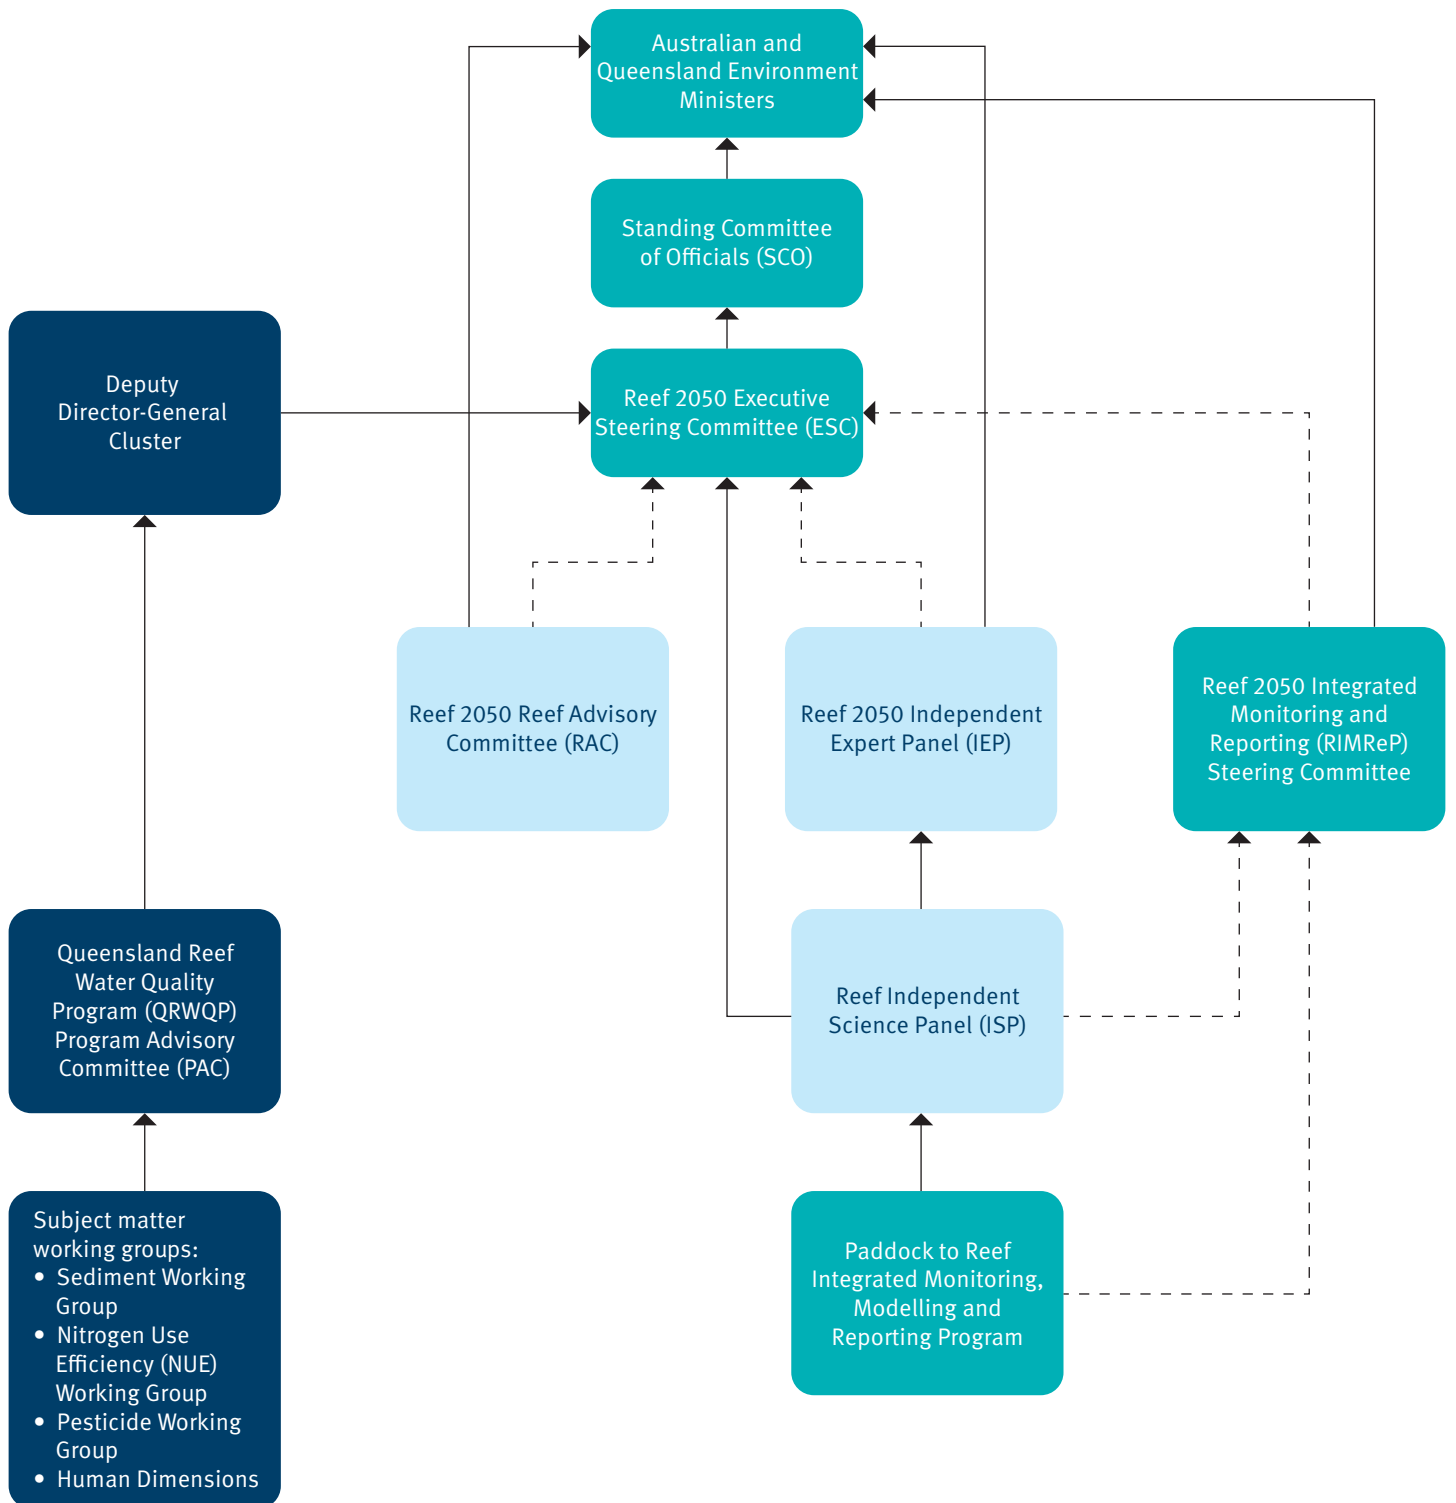 Australian and
Queensland Environment
Ministers
Standing Committee
of Officials (SCO)
Deputy
Director-General
Cluster
Reef 2050 Executive
Steering Committee (ESC)
Reef 2050 Reef Advisory
Committee (RAC)
Reef 2050 Independent
Expert Panel (IEP)
Reef 2050 Integrated
Monitoring and
Reporting (RIMReP)
Steering Committee
Queensland Reef
Water Quality
Program (QRWQP)
Program Advisory
Committee (PAC)
Reef Independent
Science Panel (ISP)
Subject matter
working groups:
• Sediment Working
Group
• Nitrogen Use
Efficiency (NUE)
Working Group
• Pesticide Working
Group
• Human Dimensions
Paddock to Reef
Integrated Monitoring,
Modelling and
Reporting Program